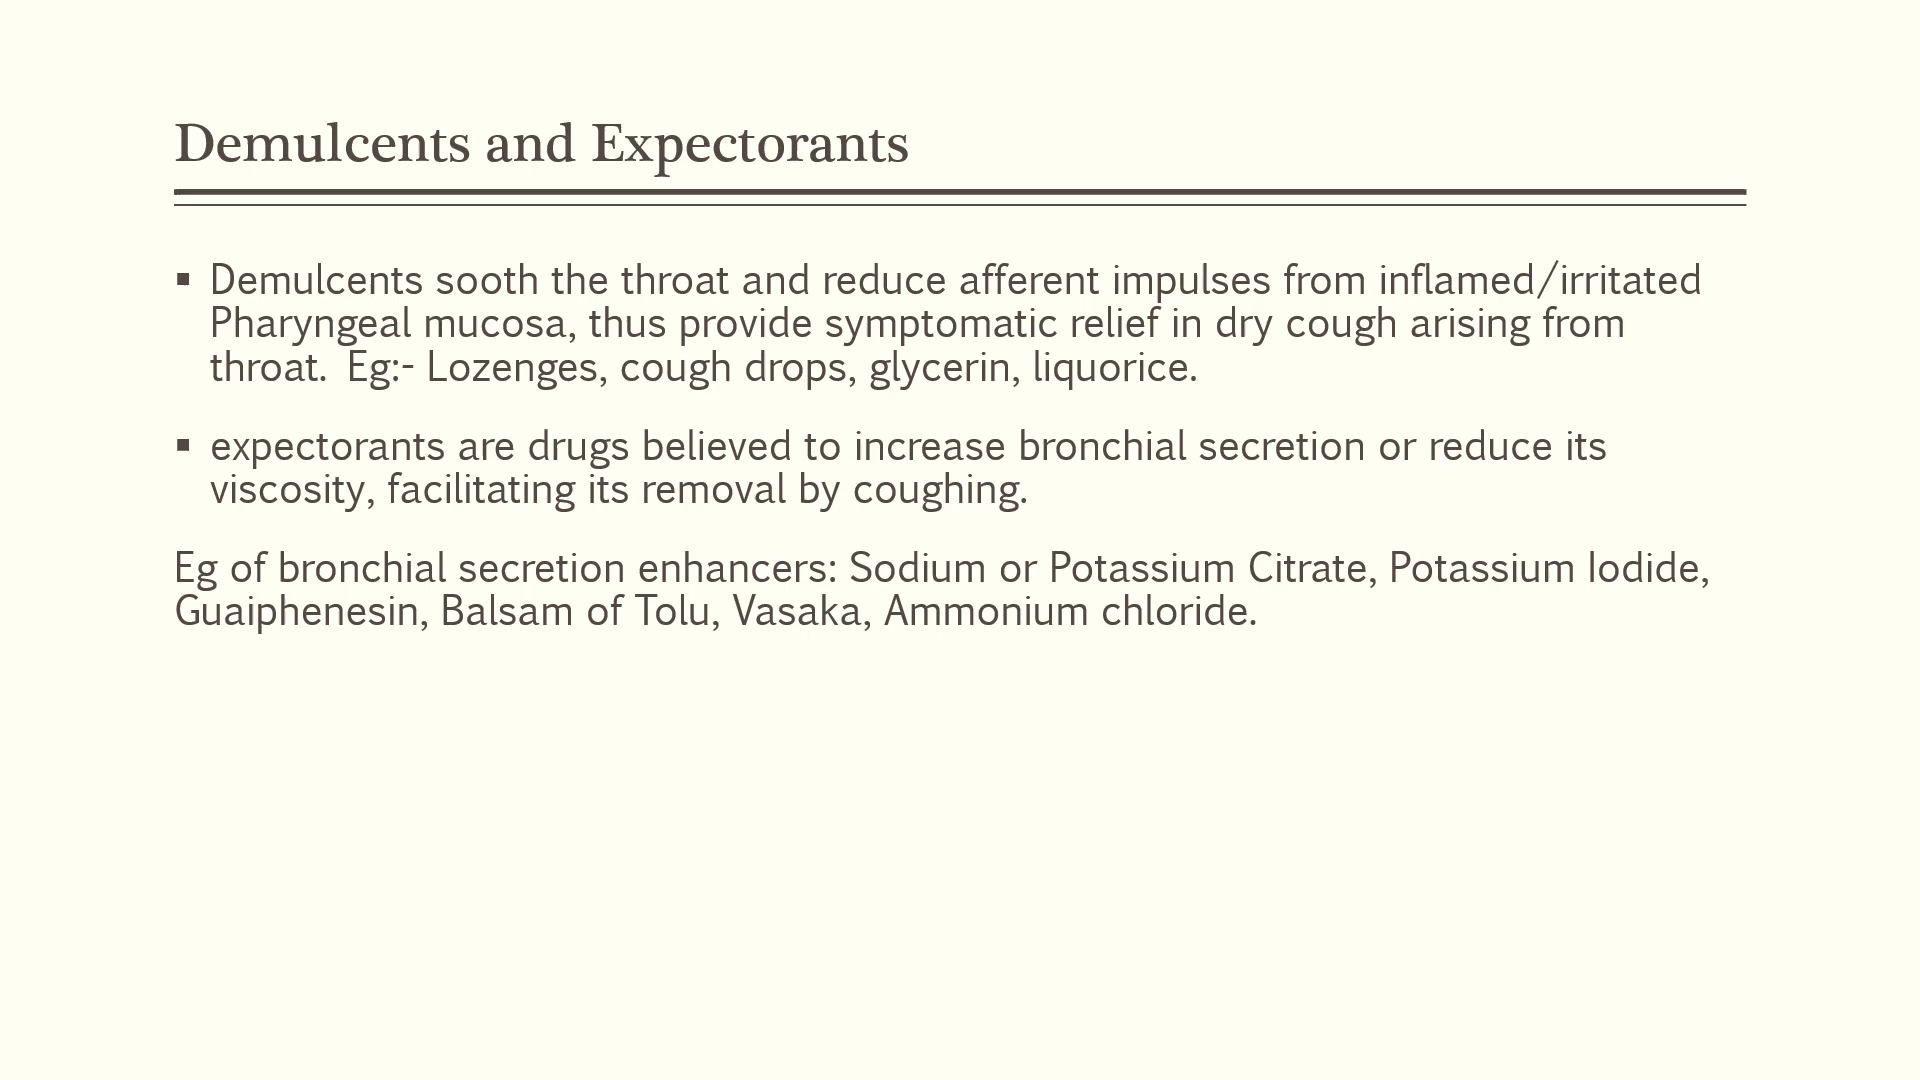 Demulcents and Expectorants
▪ Demulcents sooth the throat and reduce afferent impulses from inflamed/irritated
Pharyngeal mucosa, thus provide symptomatic relief in dry cough arising from
throat.  Eg:- Lozenges, cough drops, glycerin, liquorice.
▪ expectorants are drugs believed to increase bronchial secretion or reduce its
viscosity, facilitating its removal by coughing.
Eg of bronchial secretion enhancers: Sodium or Potassium Citrate, Potassium Iodide,
Guaiphenesin, Balsam of Tolu, Vasaka, Ammonium chloride.